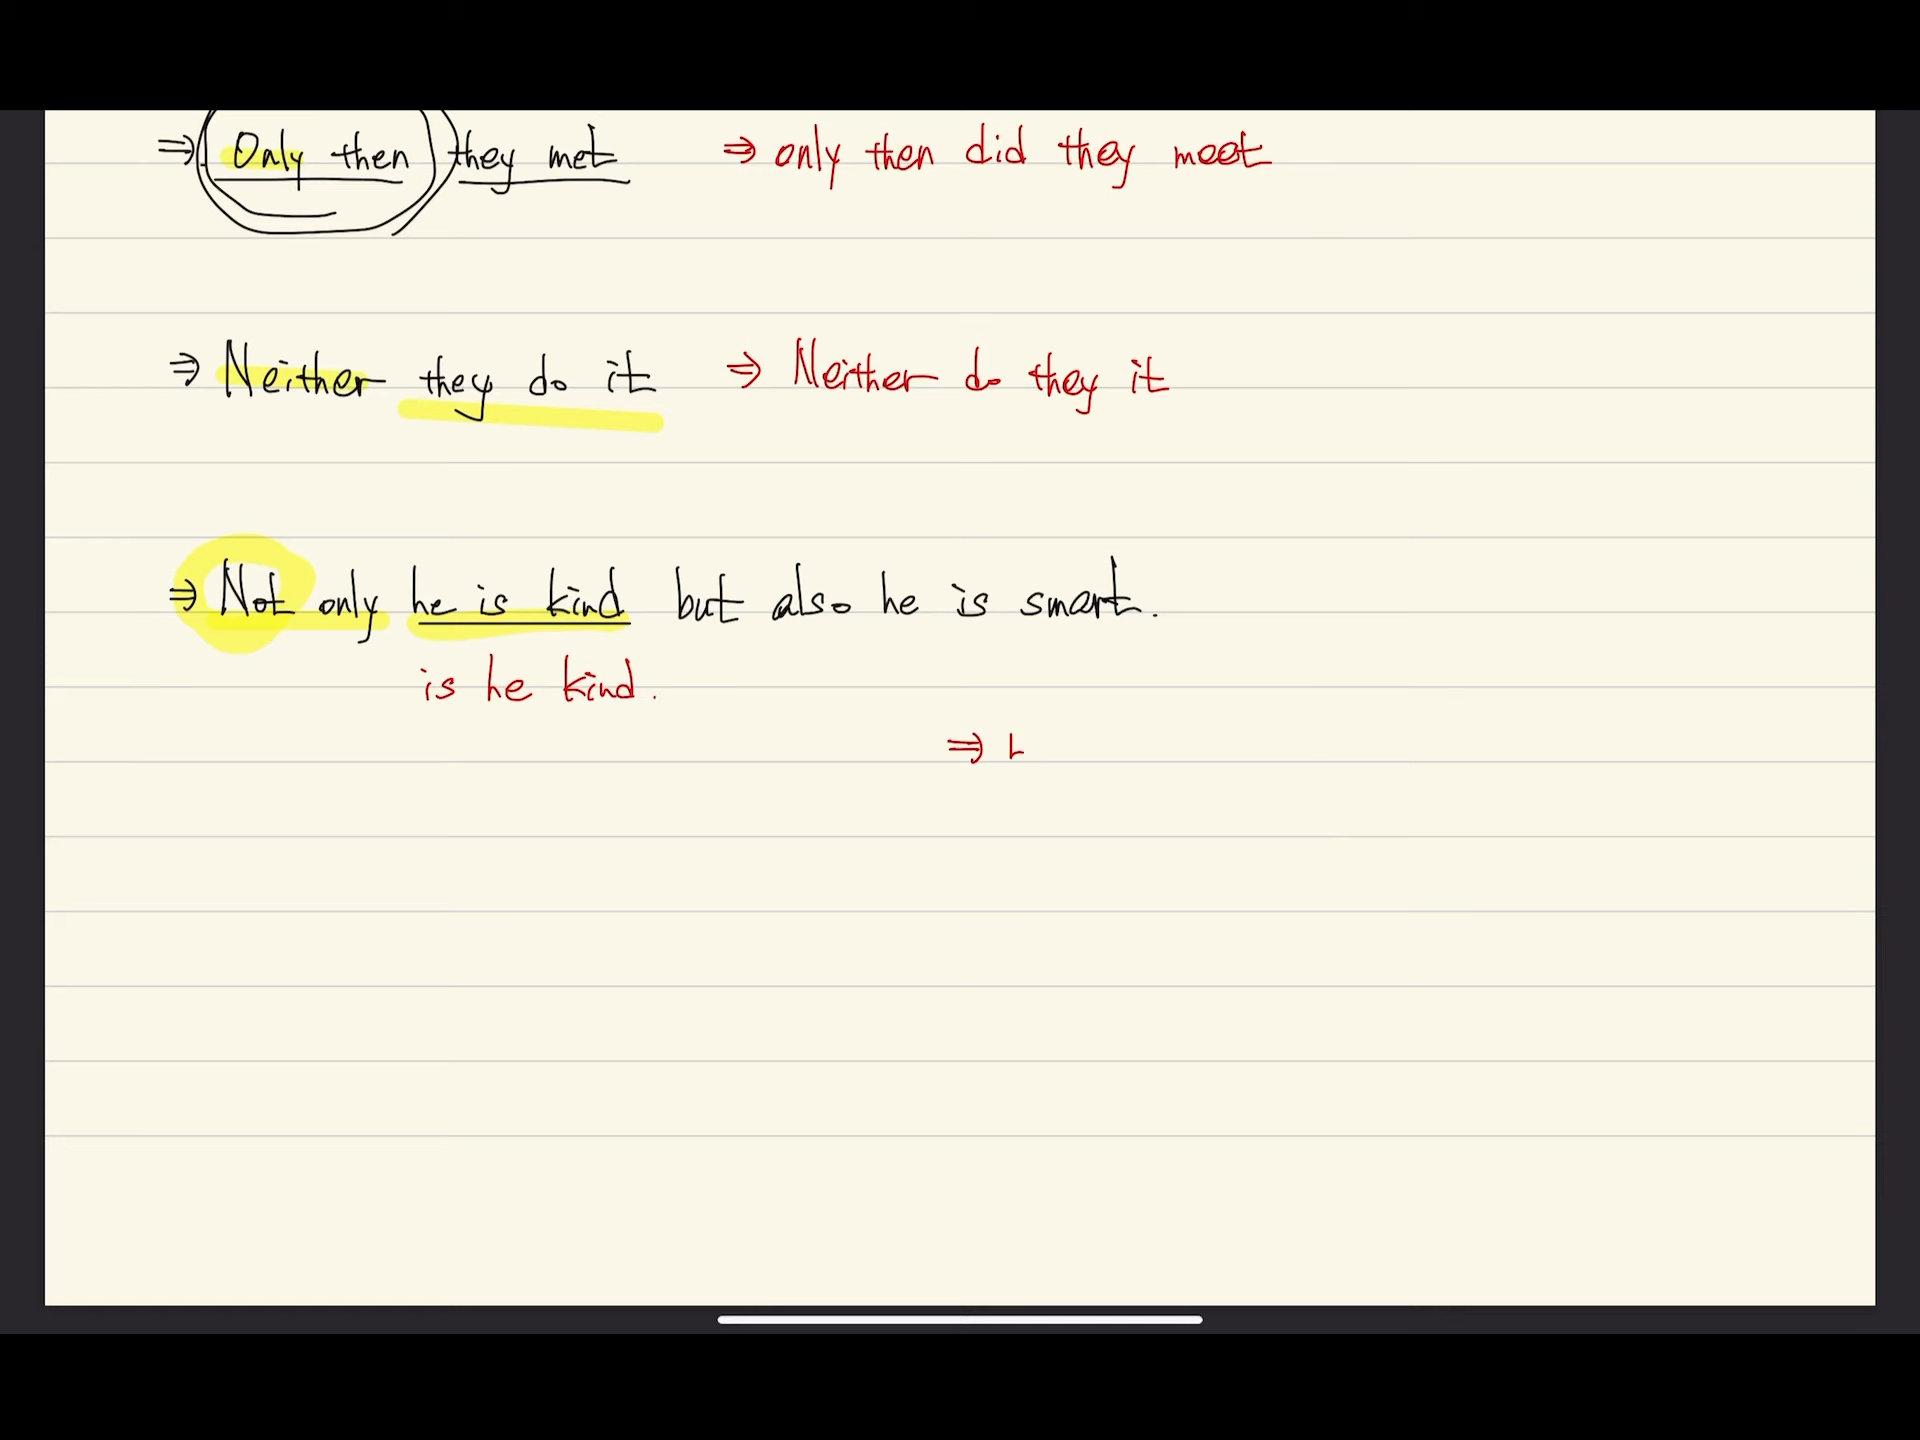 ⇒ Only then they met ⇒ only then did they meet
⇒ Neither they do it ⇒ Neither do they it
⇒ Not only he is kind but also he is smart.
is he kind.
⇒